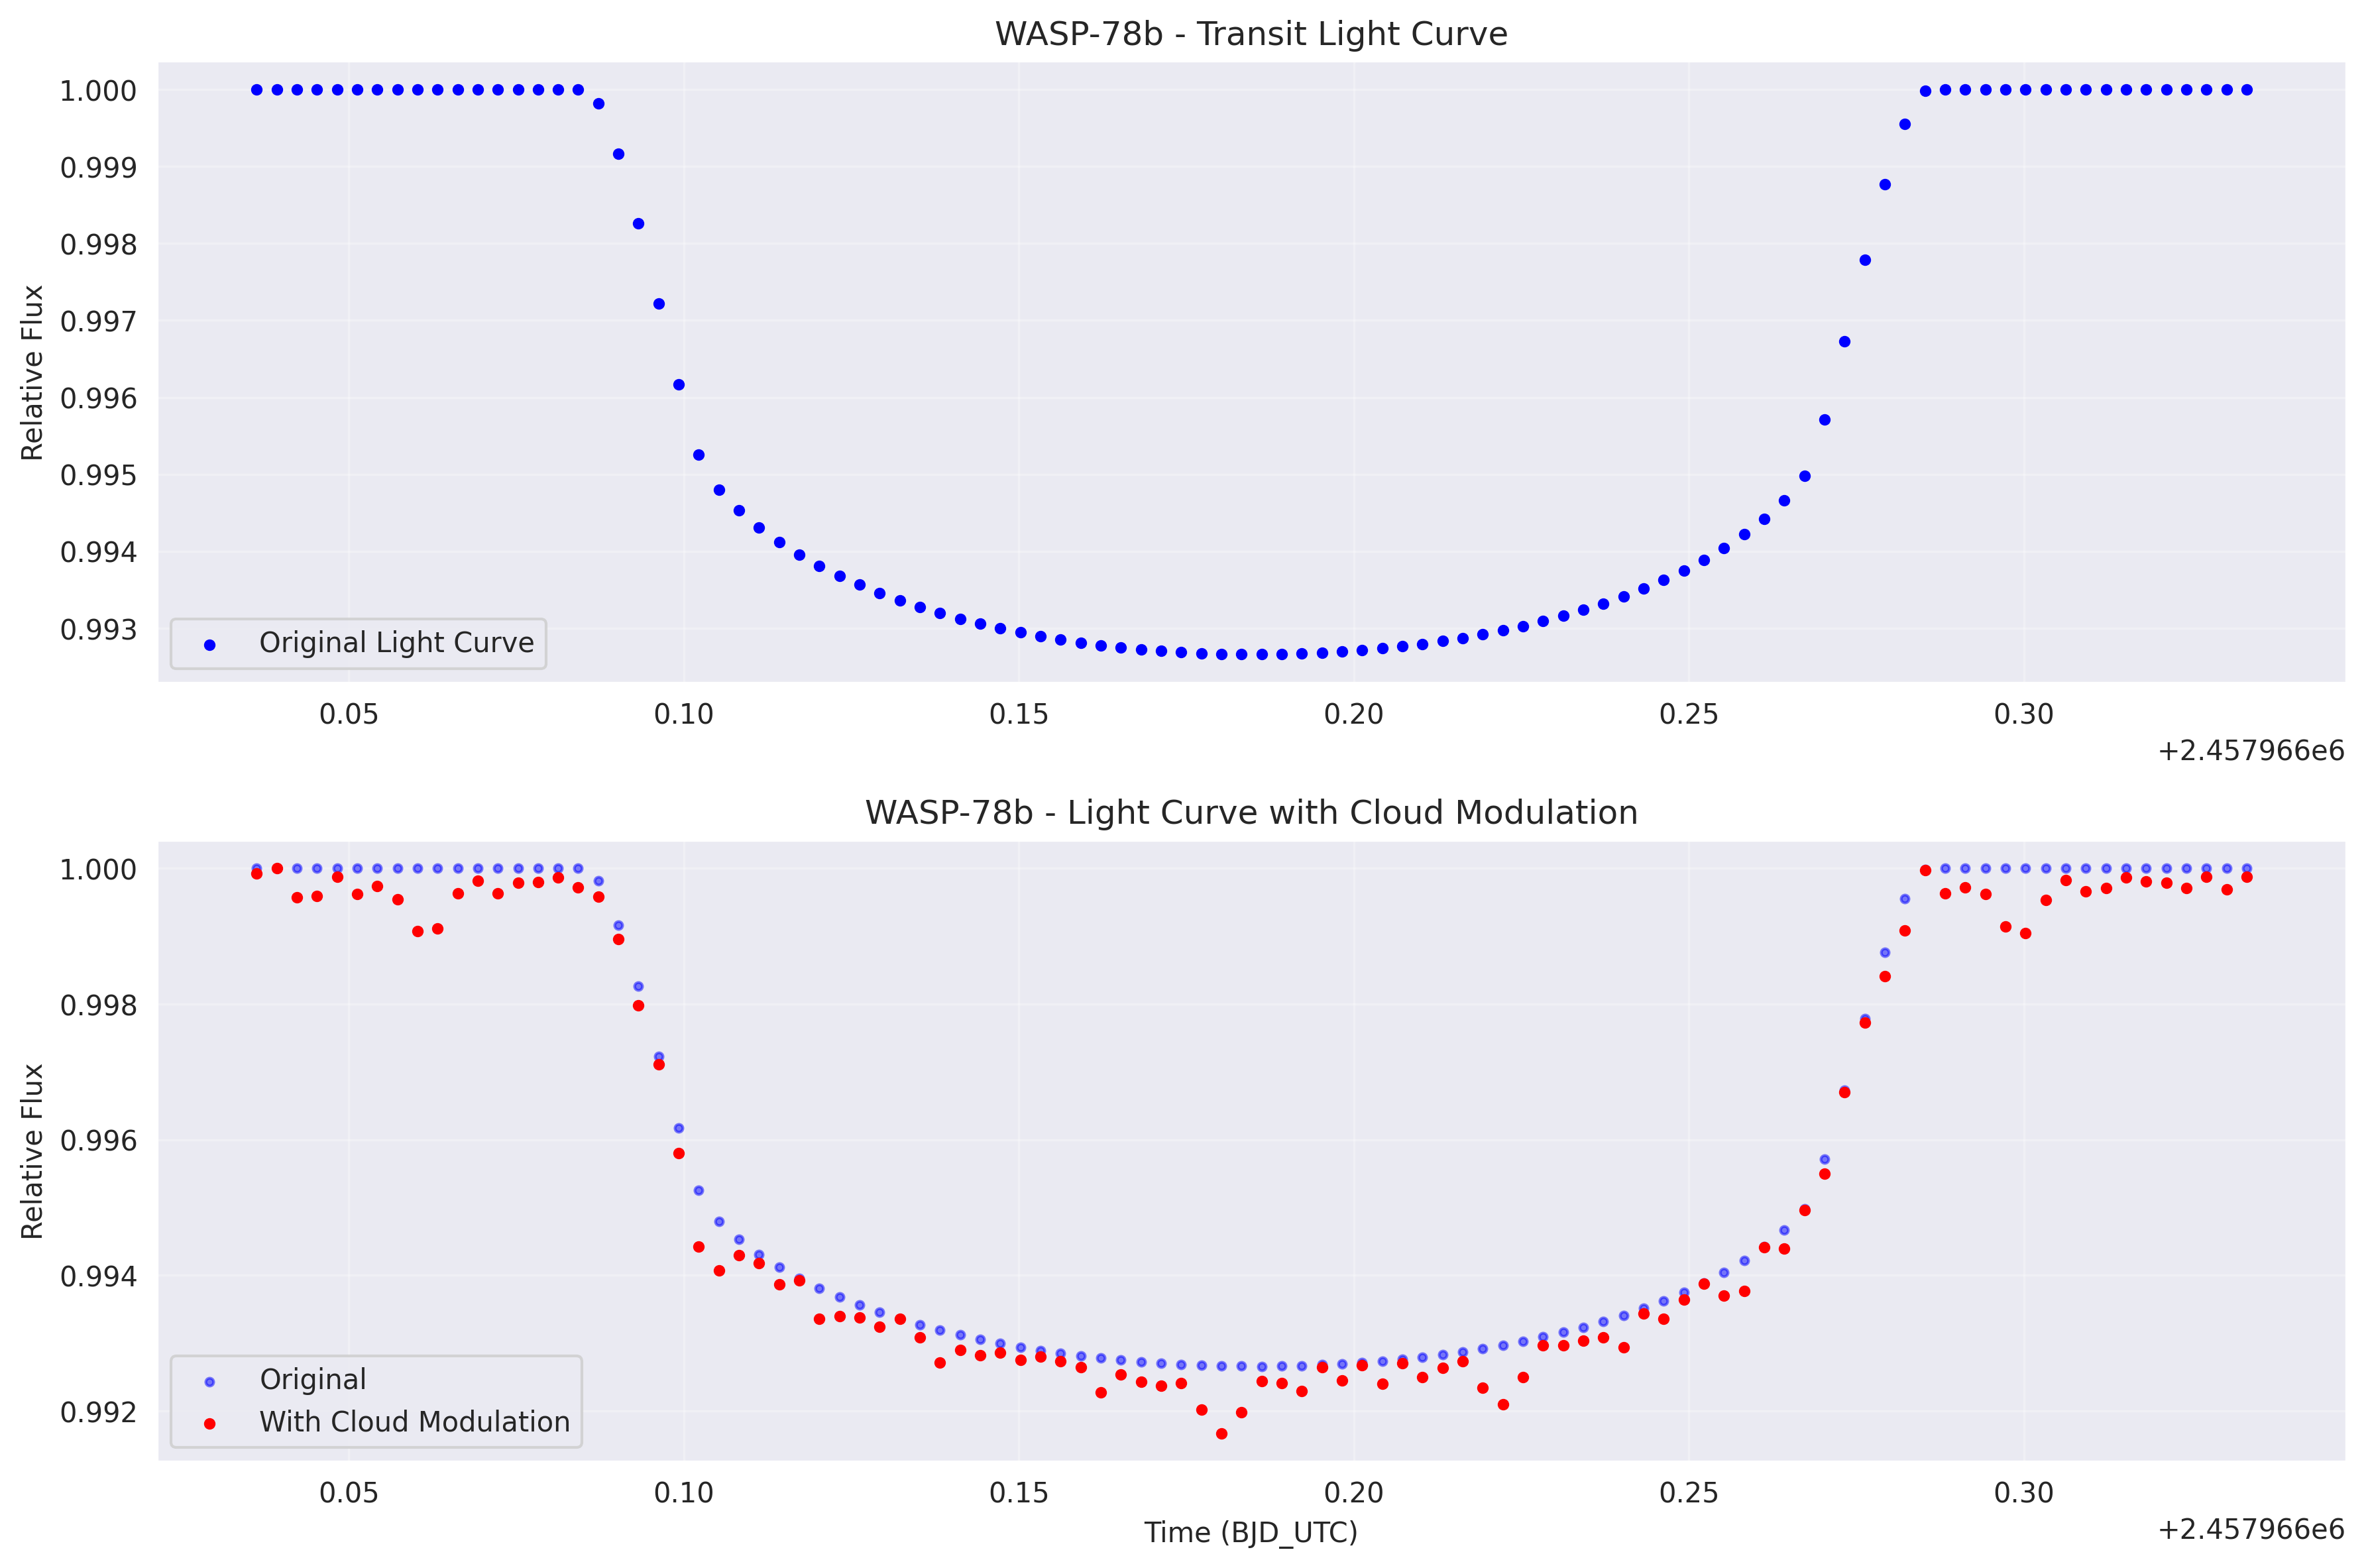 WASP-78b - Transit Light Curve
Relative Flux
1.000
0.999
0.998
0.997
0.996
0.995
0.994
0.993
Original Light Curve
0.05 0.10 0.15 0.20 0.25 0.30
+2.457966e6
WASP-78b - Light Curve with Cloud Modulation
Relative Flux
1.000
0.998
0.996
0.994
0.992
Original
With Cloud Modulation
0.05 0.10 0.15 0.20 0.25 0.30
Time (BJD_UTC)
+2.457966e6